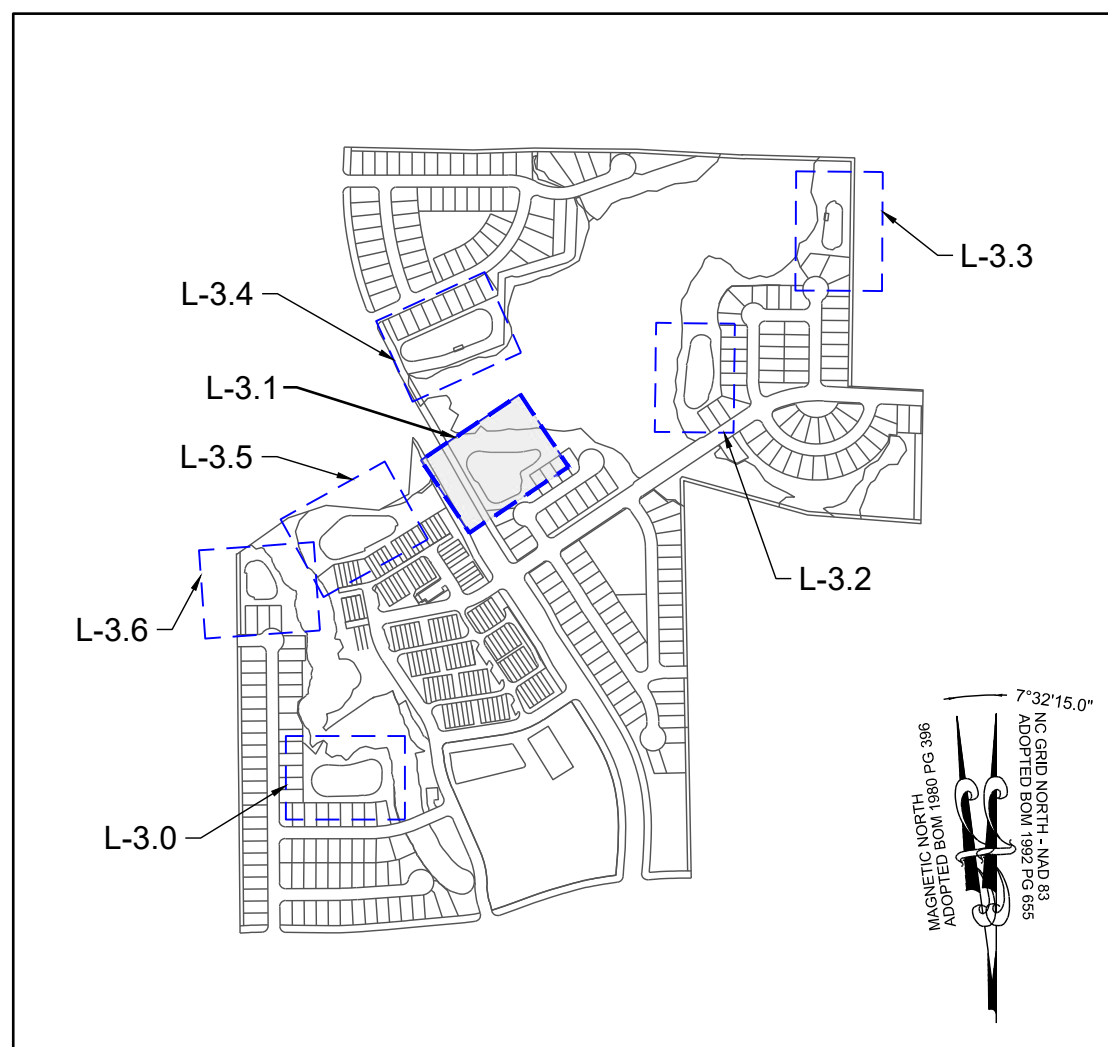 L-3.3
L-3.4
L-3.1
L-3.5
L-3.2
L-3.6
L-3.0
7°32'15.0"
NC GRID NORTH - NAD 83
ADOPTED BOM 1992 PG 655
MAGNETIC NORTH
ADOPTED BOM 1980 PG 396